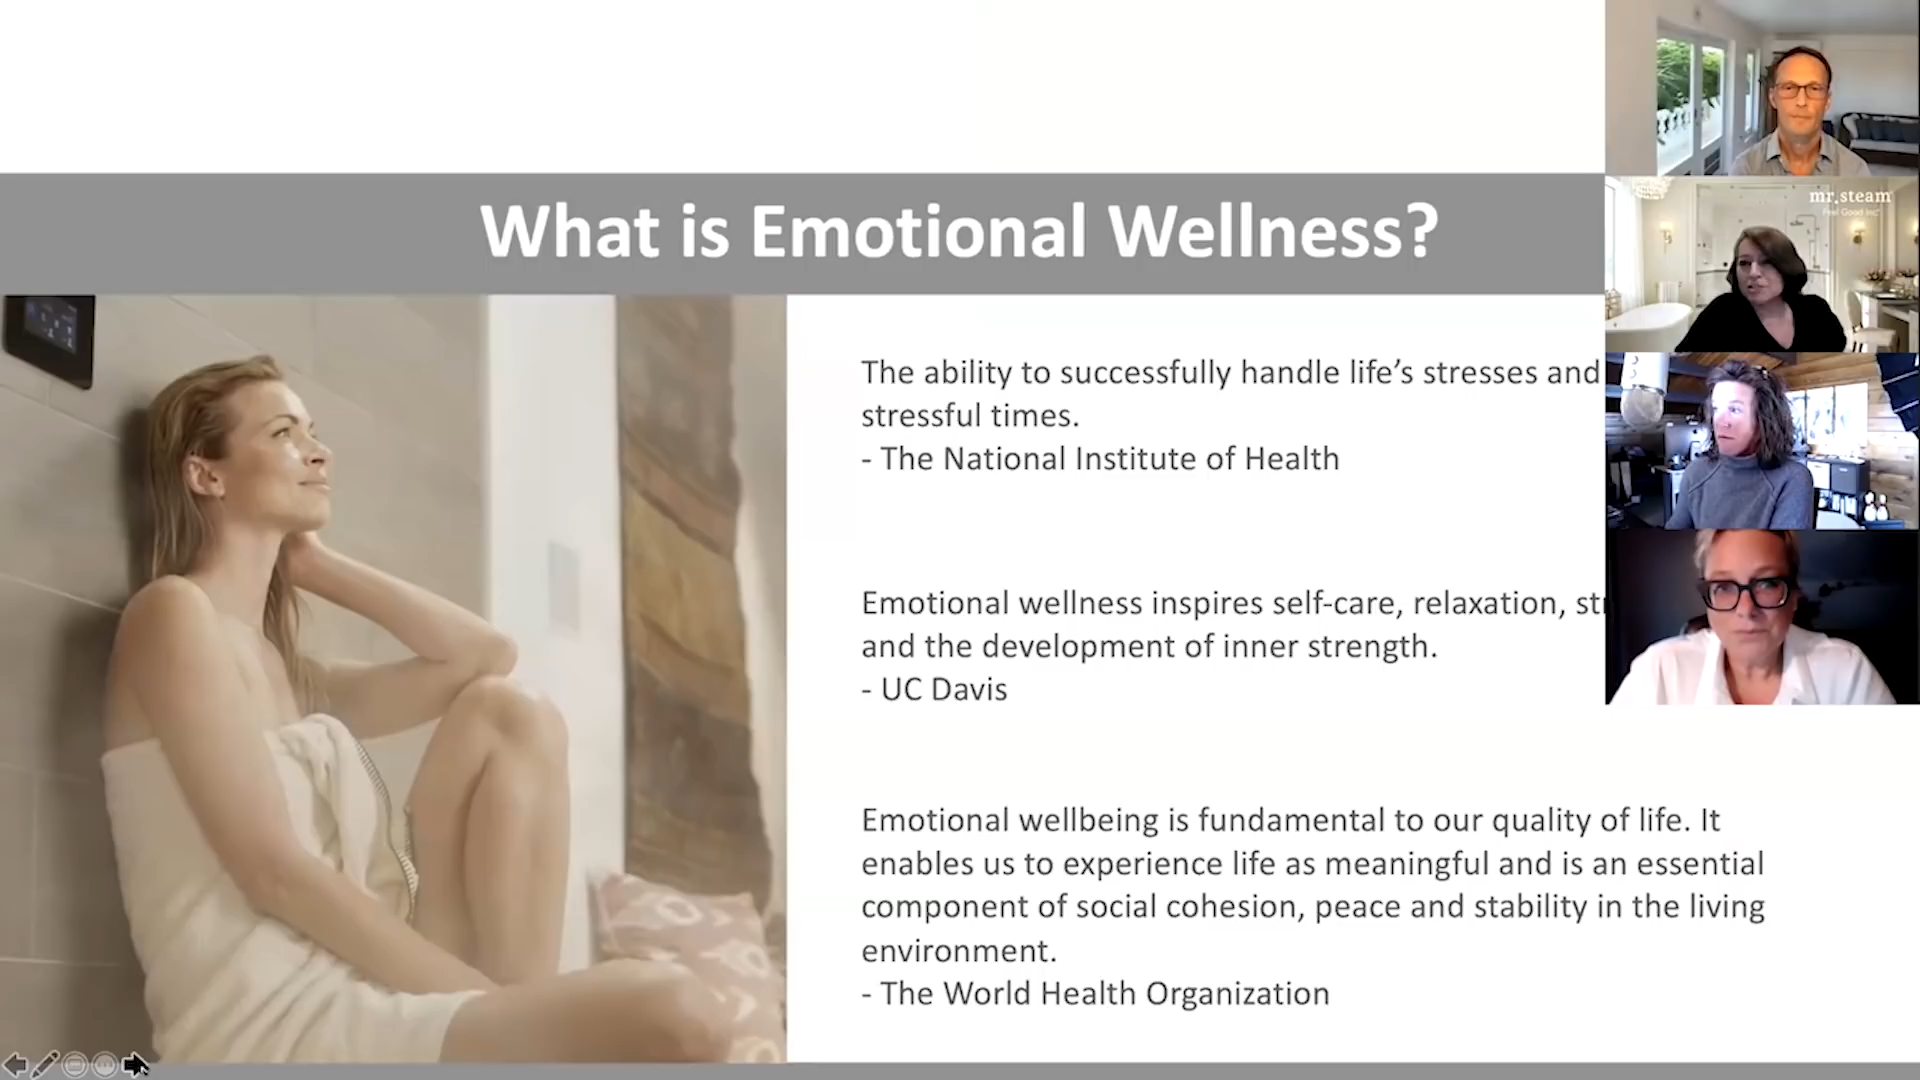 What is Emotional Wellness?
mr.steam
Feel Good Inc
The ability to successfully handle life’s stresses and
stressful times.
- The National Institute of Health
Emotional wellness inspires self-care, relaxation,
and the development of inner strength.
- UC Davis
Emotional wellbeing is fundamental to our quality of life. It
enables us to experience life as meaningful and is an essential
component of social cohesion, peace and stability in the living
environment.
- The World Health Organization